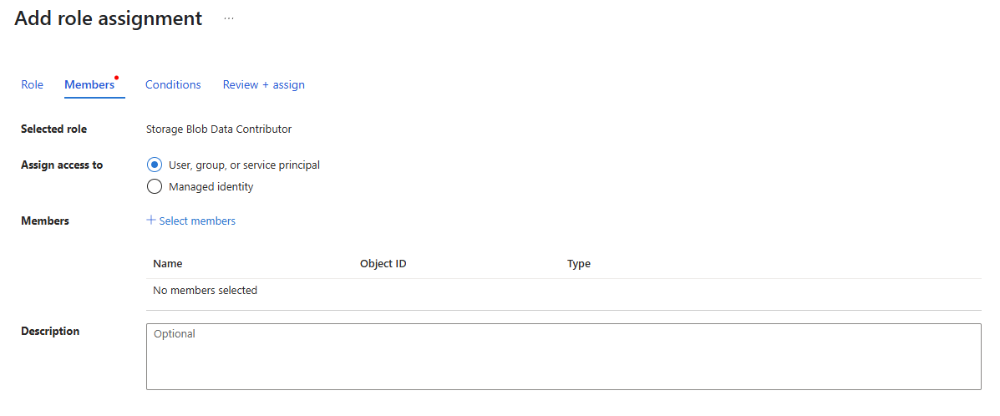 Add role assignment ...
Role Members Conditions Review + assign
Selected role Storage Blob Data Contributor
Assign access to User, group, or service principal
Managed identity
Members + Select members
Name Object ID Type
No members selected
Description Optional